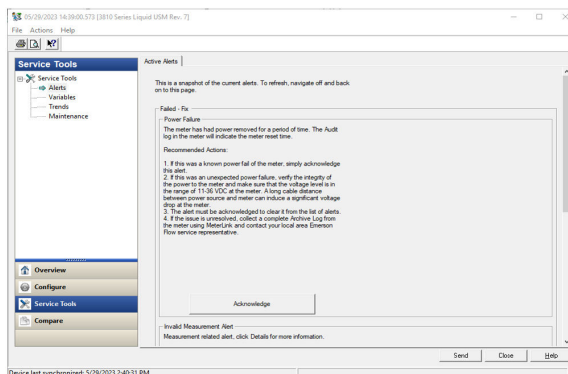 05/29/2023 14:39:00.573 [3810 Series Liquid USM Rev. 7]
File Actions Help
Service Tools
Service Tools
Alerts
Variables
Trends
Maintenance
Overview
Configure
Service Tools
Compare
Active Alerts
This is a snapshot of the current alerts. To refresh, navigate off and back
on to this page.
Failed - Fix
Power Failure
The meter has had power removed for a period of time. The Audit
log in the meter will indicate the meter reset time.
Recommended Actions:
1. If this was a known power fail of the meter, simply acknowledge
this alert.
2. If this was an unexpected power failure, verify the integrity of
the power to the meter and make sure that the voltage level is in
the range of 11-36 VDC at the meter. A long cable distance
between power source and meter can induce a significant voltage
drop at the meter.
3. The alert must be acknowledged to clear it from the list of alerts.
4. If the issue is unresolved, collect a complete Archive Log from
the meter using MeterLink and contact your local area Emerson
Flow service representative.
Acknowledge
Invalid Measurement Alert
Measurement related alert, click Details for more information.
Send Close Help
Device last synchronized: 5/29/2023 2:40:31 PM